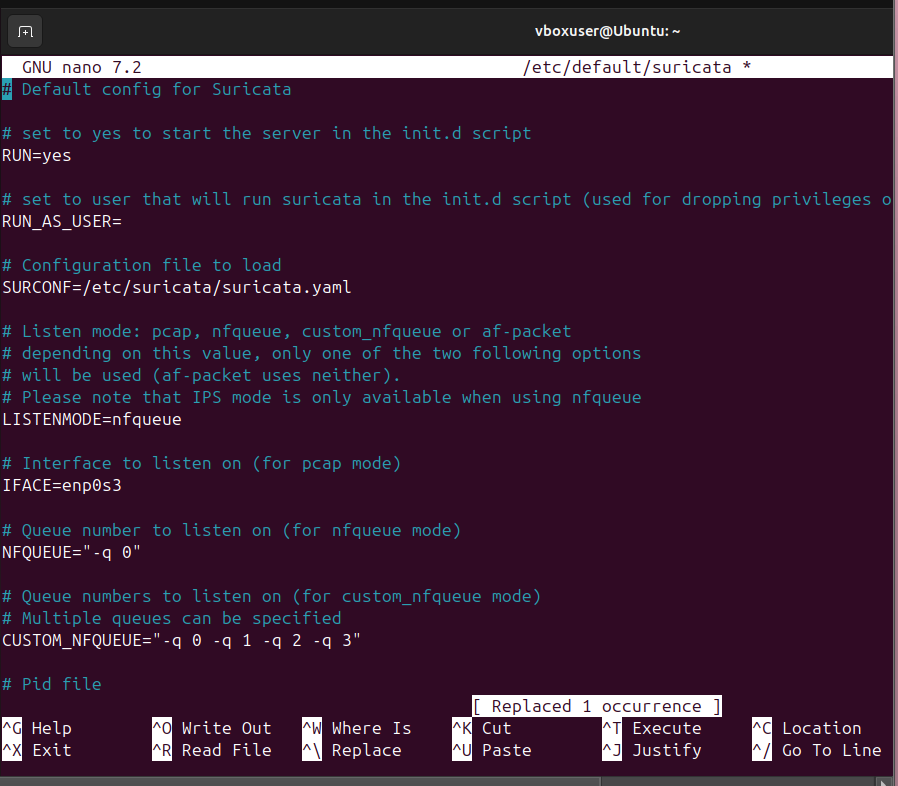 vboxuser@Ubuntu: ~
GNU nano 7.2 /etc/default/suricata *
# Default config for Suricata
# set to yes to start the server in the init.d script
RUN=yes
# set to user that will run suricata in the init.d script (used for dropping privileges o
RUN_AS_USER=
# Configuration file to load
SURCONF=/etc/suricata/suricata.yaml
# Listen mode: pcap, nfqueue, custom_nfqueue or af-packet
# depending on this value, only one of the two following options
# will be used (af-packet uses neither).
# Please note that IPS mode is only available when using nfqueue
LISTENMODE=nfqueue
# Interface to listen on (for pcap mode)
IFACE=enp0s3
# Queue number to listen on (for nfqueue mode)
NFQUEUE="-q 0"
# Queue numbers to listen on (for custom_nfqueue mode)
# Multiple queues can be specified
CUSTOM_NFQUEUE="-q 0 -q 1 -q 2 -q 3"
# Pid file
[ Replaced 1 occurrence ]
^G Help ^O Write Out ^W Where Is ^K Cut ^T Execute ^C Location
^X Exit ^R Read File ^\ Replace ^U Paste ^J Justify ^/ Go To Line